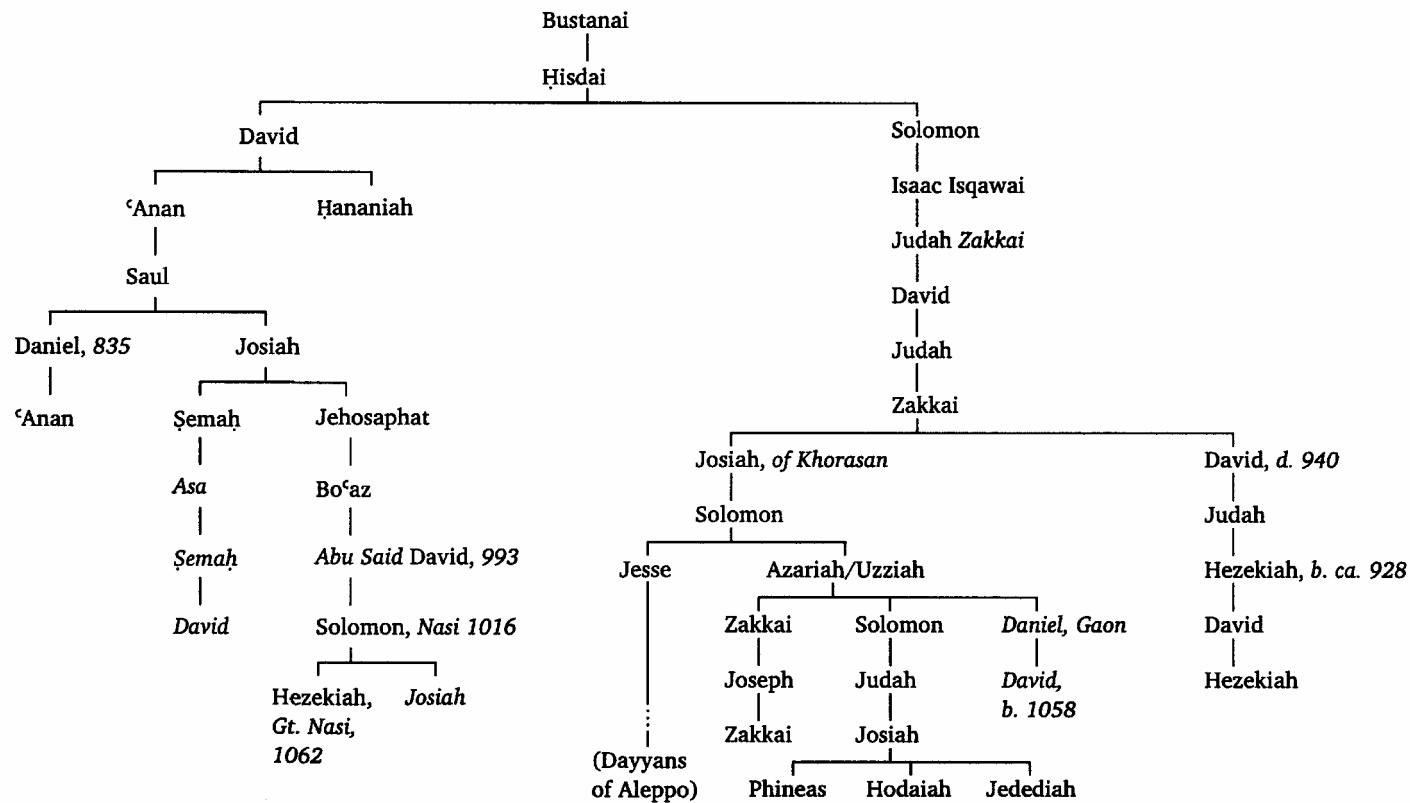 Bustanai
Ḥisdai
David
Solomon
ʿAnan
Ḥananiah
Isaac Isqawai
Judah Zakkai
Saul
David
Daniel, 835
Josiah
Judah
ʿAnan
Ṣemaḥ
Jehosaphat
Zakkai
Josiah, of Khorasan
David, d. 940
Asa
Boʿaz
Solomon
Judah
Ṣemaḥ
Abu Said David, 993
Jesse
Azariah/Uzziah
Hezekiah, b. ca. 928
David
Solomon, Nasi 1016
Zakkai
Solomon
Daniel, Gaon
David
Hezekiah,
Gt. Nasi,
1062
Josiah
Joseph
Judah
David,
b. 1058
Hezekiah
Zakkai
Josiah
(Dayyans
of Aleppo)
Phineas
Hodaiah
Jedediah